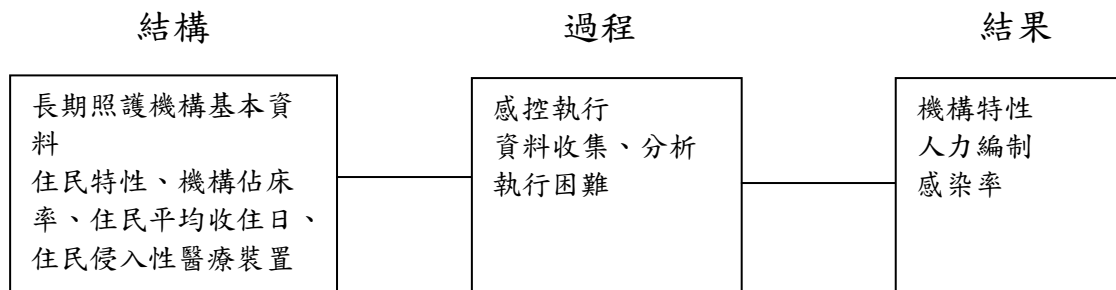 結構
過程
結果
長期照護機構基本資
料
住民特性、機構佔床
率、住民平均收住日、
住民侵入性醫療裝置
感控執行
資料收集、分析
執行困難
機構特性
人力編制
感染率